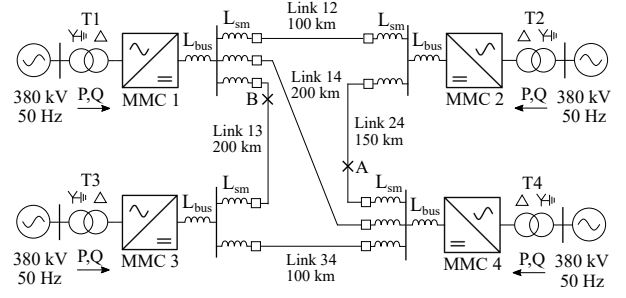 T1
L_sm
Link 12
100 km
T2
L_bus
L_bus
Link 14
200 km
380 kV
50 Hz
P,Q
MMC 1
B
Link 24
150 km
MMC 2
P,Q
380 kV
50 Hz
Link 13
200 km
A
T3
L_sm
L_sm
T4
L_bus
L_bus
380 kV
50 Hz
P,Q
MMC 3
Link 34
100 km
MMC 4
P,Q
380 kV
50 Hz